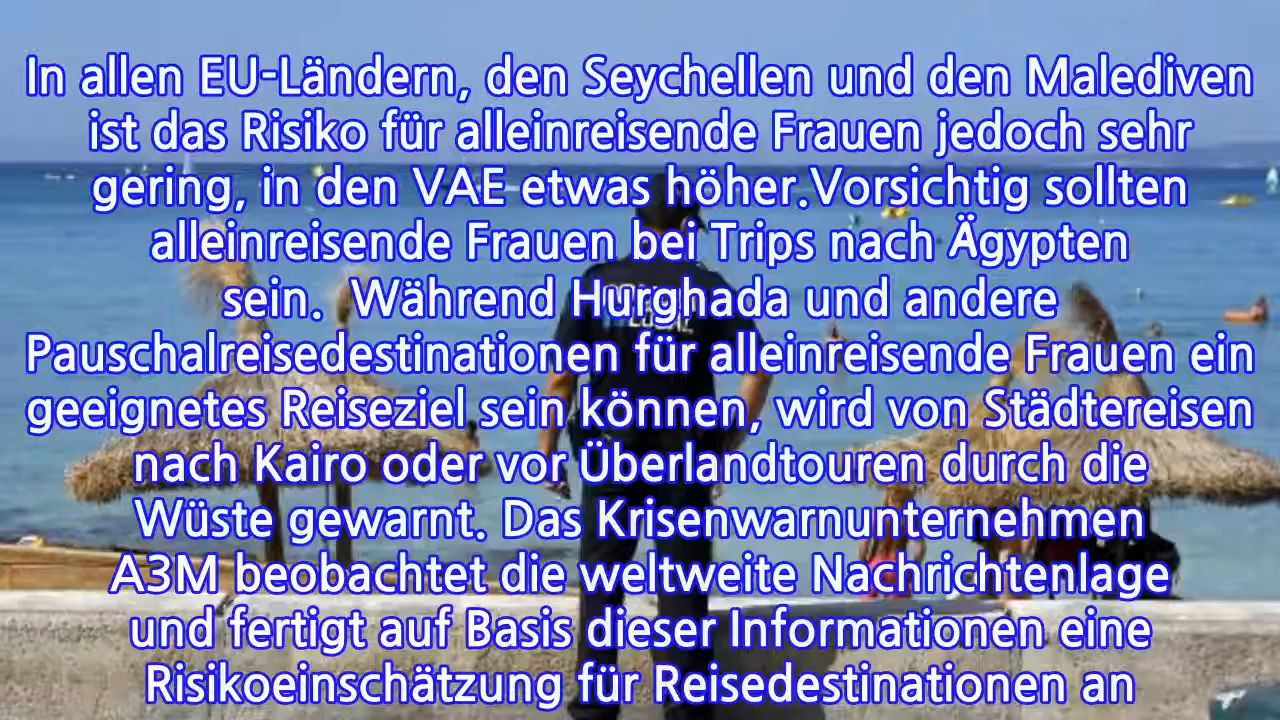 In allen EU-Ländern, den Seychellen und den Malediven
ist das Risiko für alleinreisende Frauen jedoch sehr
gering, in den VAE etwas höher.Vorsichtig sollten
alleinreisende Frauen bei Trips nach Ägypten
sein. Während Hurghada und andere
Pauschalreisedestinationen für alleinreisende Frauen ein
geeignetes Reiseziel sein können, wird von Städtereisen
nach Kairo oder vor Überlandtouren durch die
Wüste gewarnt. Das Krisenwarnunternehmen
A3M beobachtet die weltweite Nachrichtenlage
und fertigt auf Basis dieser Informationen eine
Risikoeinschätzung für Reisedestinationen an
LOCAL